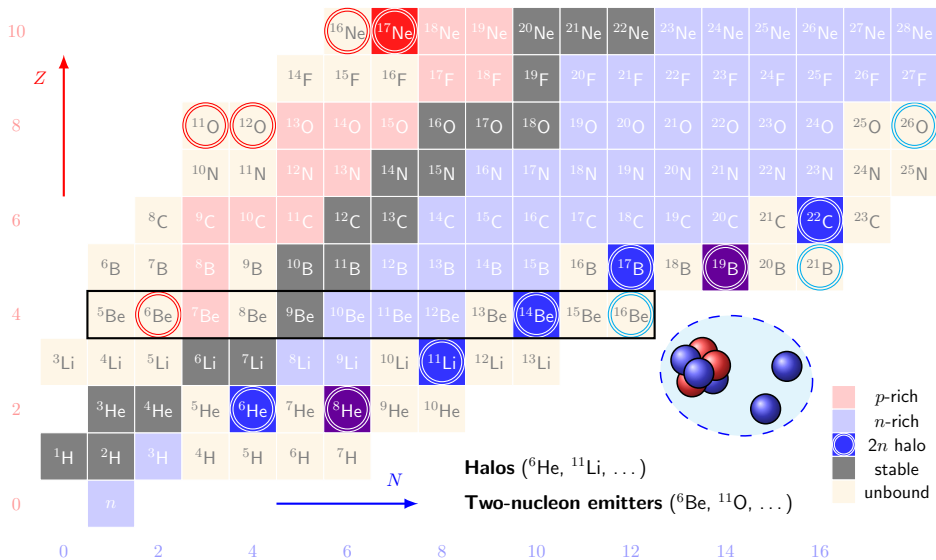 10 ¹⁶Ne ¹⁷Ne ¹⁸Ne ¹⁹Ne ²⁰Ne ²¹Ne ²²Ne ²³Ne ²⁴Ne ²⁵Ne ²⁶Ne ²⁷Ne ²⁸Ne
Z ¹⁴F ¹⁵F ¹⁶F ¹⁷F ¹⁸F ¹⁹F ²⁰F ²¹F ²²F ²³F ²⁴F ²⁵F ²⁶F ²⁷F
8 ¹¹O ¹²O ¹³O ¹⁴O ¹⁵O ¹⁶O ¹⁷O ¹⁸O ¹⁹O ²⁰O ²¹O ²²O ²³O ²⁴O ²⁵O ²⁶O
¹⁰N ¹¹N ¹²N ¹³N ¹⁴N ¹⁵N ¹⁶N ¹⁷N ¹⁸N ¹⁹N ²⁰N ²¹N ²²N ²³N ²⁴N ²⁵N
6 ⁸C ⁹C ¹⁰C ¹¹C ¹²C ¹³C ¹⁴C ¹⁵C ¹⁶C ¹⁷C ¹⁸C ¹⁹C ²⁰C ²¹C ²²C ²³C
⁶B ⁷B ⁸B ⁹B ¹⁰B ¹¹B ¹²B ¹³B ¹⁴B ¹⁵B ¹⁶B ¹⁷B ¹⁸B ¹⁹B ²⁰B ²¹B
4 ⁵Be ⁶Be ⁷Be ⁸Be ⁹Be ¹⁰Be ¹¹Be ¹²Be ¹³Be ¹⁴Be ¹⁵Be ¹⁶Be
³Li ⁴Li ⁵Li ⁶Li ⁷Li ⁸Li ⁹Li ¹⁰Li ¹¹Li ¹²Li ¹³Li
2 ³He ⁴He ⁵He ⁶He ⁷He ⁸He ⁹He ¹⁰He
¹H ²H ³H ⁴H ⁵H ⁶H ⁷H
0 n
N
Halos (⁶He, ¹¹Li, . . . )
Two-nucleon emitters (⁶Be, ¹¹O, . . . )
p-rich
n-rich
2n halo
stable
unbound
0 2 4 6 8 10 12 14 16